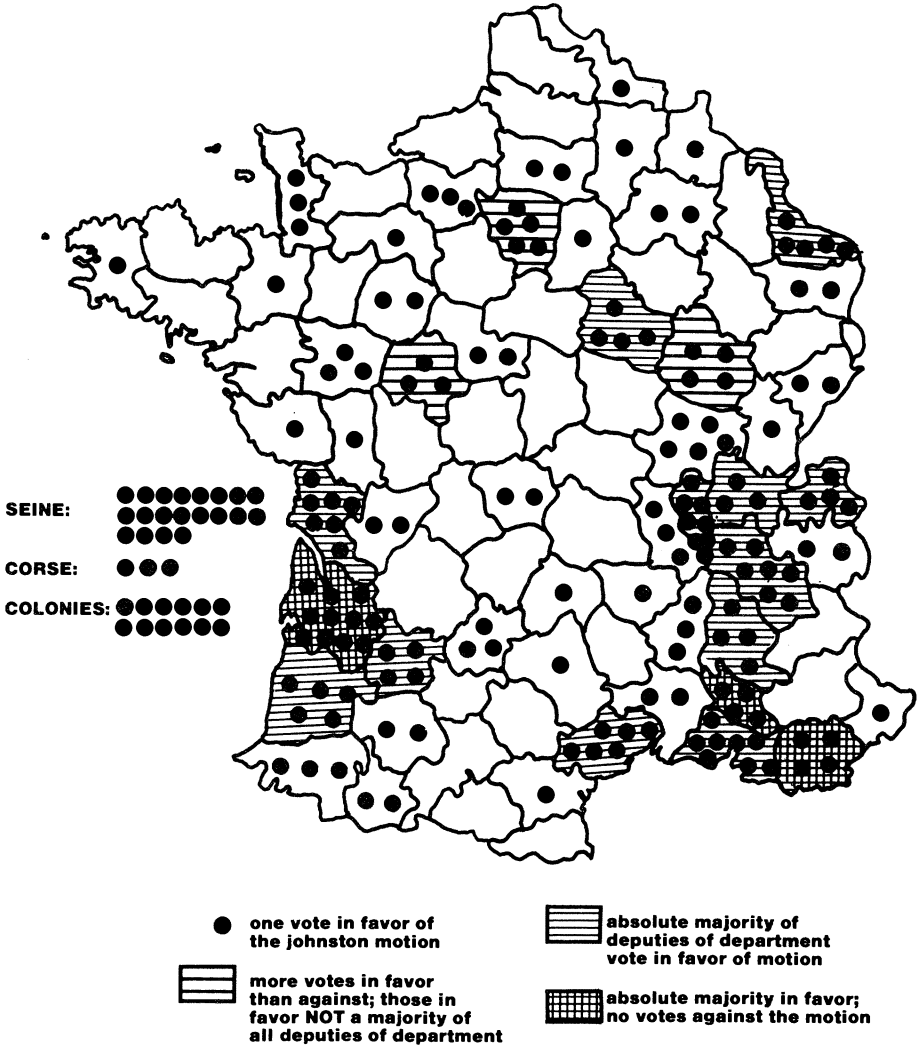 SEINE:
CORSE:
COLONIES:
one vote in favor of
the johnston motion
more votes in favor
than against; those in
favor NOT a majority of
all deputies of department
absolute majority of
deputies of department
vote in favor of motion
absolute majority in favor;
no votes against the motion